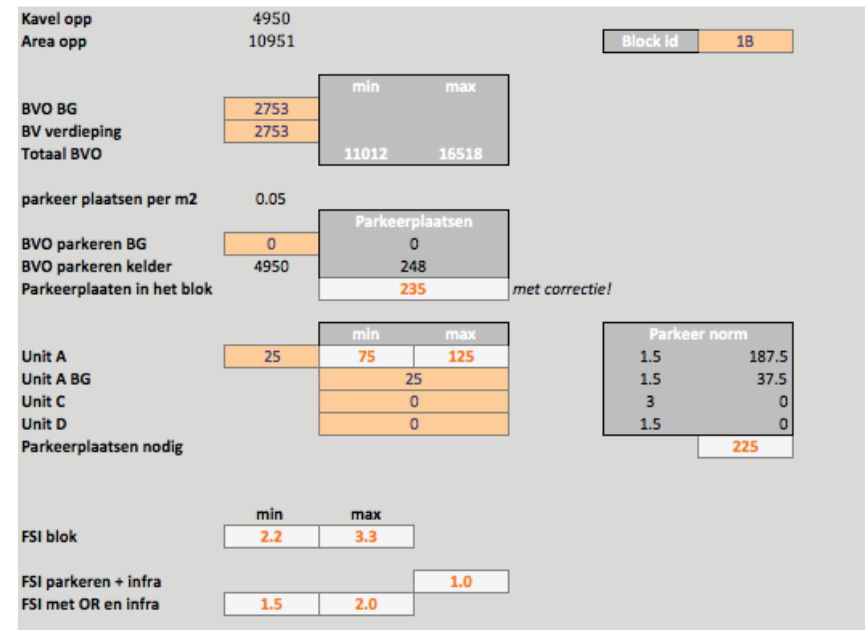 Kavel opp 4950
Area opp 10951 Block id 1B
min max
BVO BG 2753
BV verdieping 2753
Totaal BVO 11012 16518
parkeer plaatsen per m2 0.05
Parkeerplaatsen
BVO parkeren BG 0 0
BVO parkeren kelder 4950 248
Parkeerplaaten in het blok 235 met correctie!
min max Parkeer norm
Unit A 25 75 125 1.5 187.5
Unit A BG 25 1.5 37.5
Unit C 0 3 0
Unit D 0 1.5 0
Parkeerplaatsen nodig 225
min max
FSI blok 2.2 3.3
FSI parkeren + infra 1.0
FSI met OR en infra 1.5 2.0